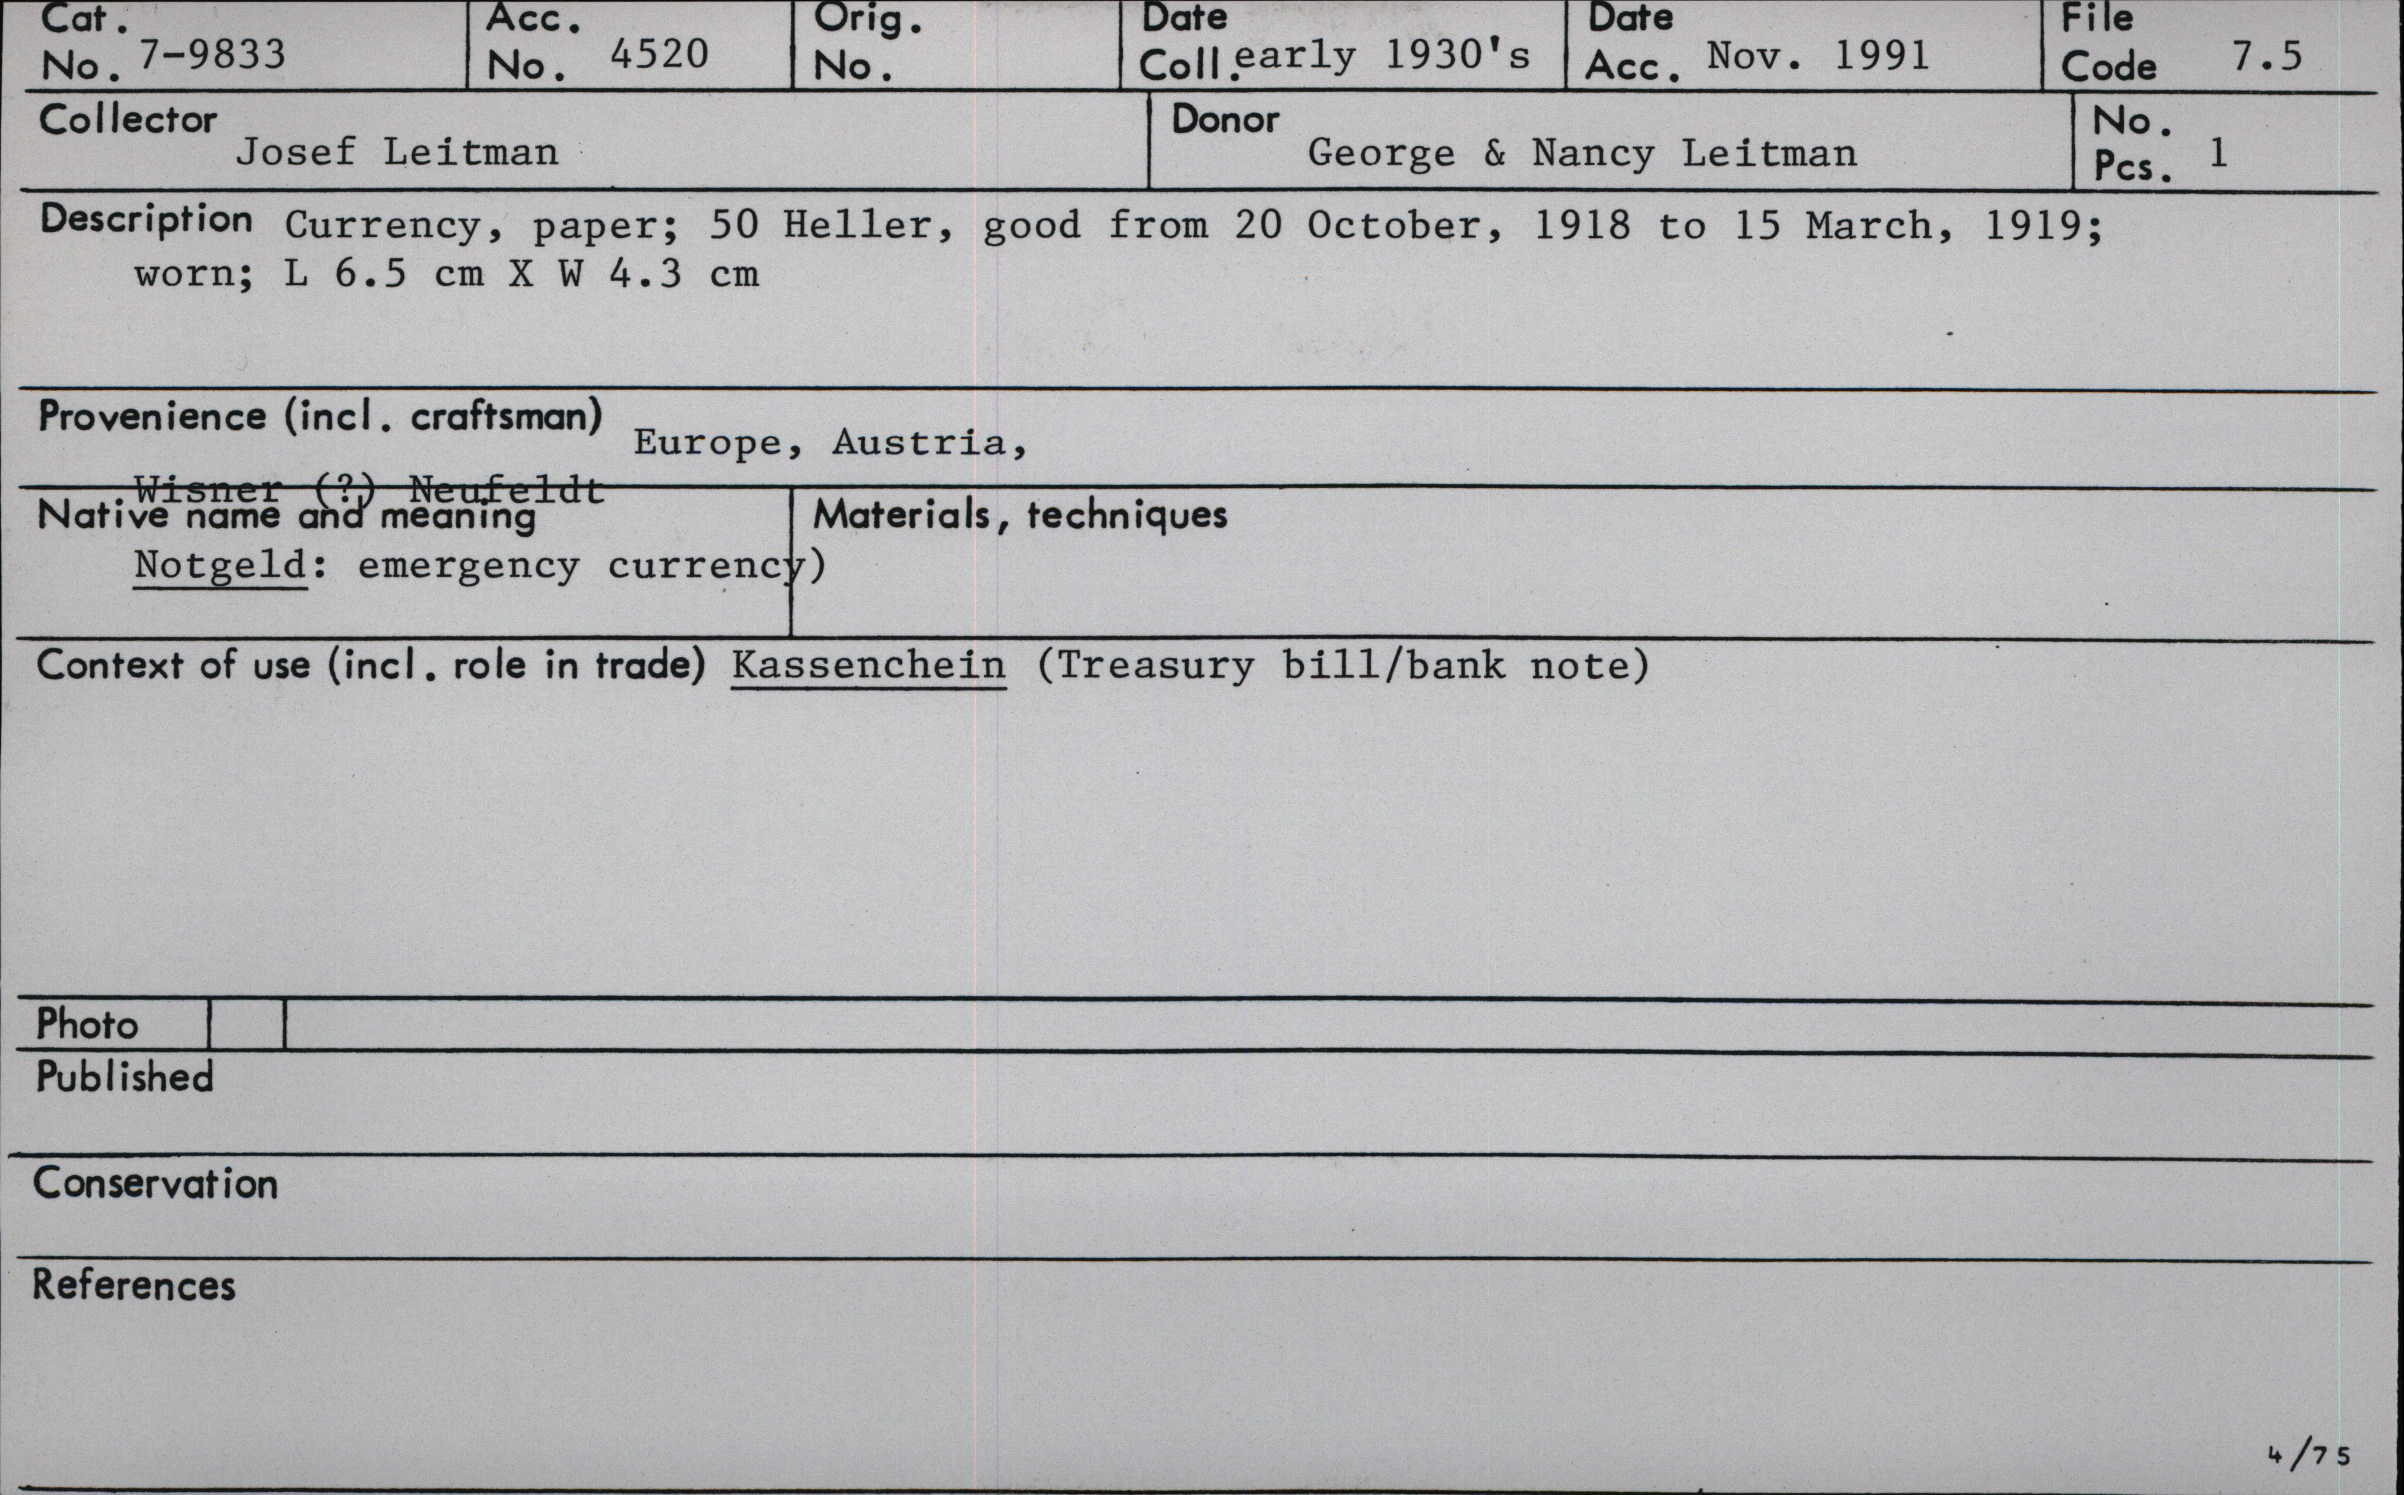 Cat. No. 7-9833
Acc. No. 4520
Orig. No.
Date Coll. early 1930's
Date Acc. Nov. 1991
File Code 7.5
Collector Josef Leitman
Donor George & Nancy Leitman
No. Pcs. 1
Description Currency, paper; 50 Heller, good from 20 October, 1918 to 15 March, 1919;
worn; L 6.5 cm X W 4.3 cm
Provenience (incl. craftsman) Europe, Austria,
Wisner (?) Neufeldt
Native name and meaning
Notgeld: emergency currency)
Materials, techniques
Context of use (incl. role in trade) Kassenchein (Treasury bill/bank note)
Photo
Published
Conservation
References
4/75